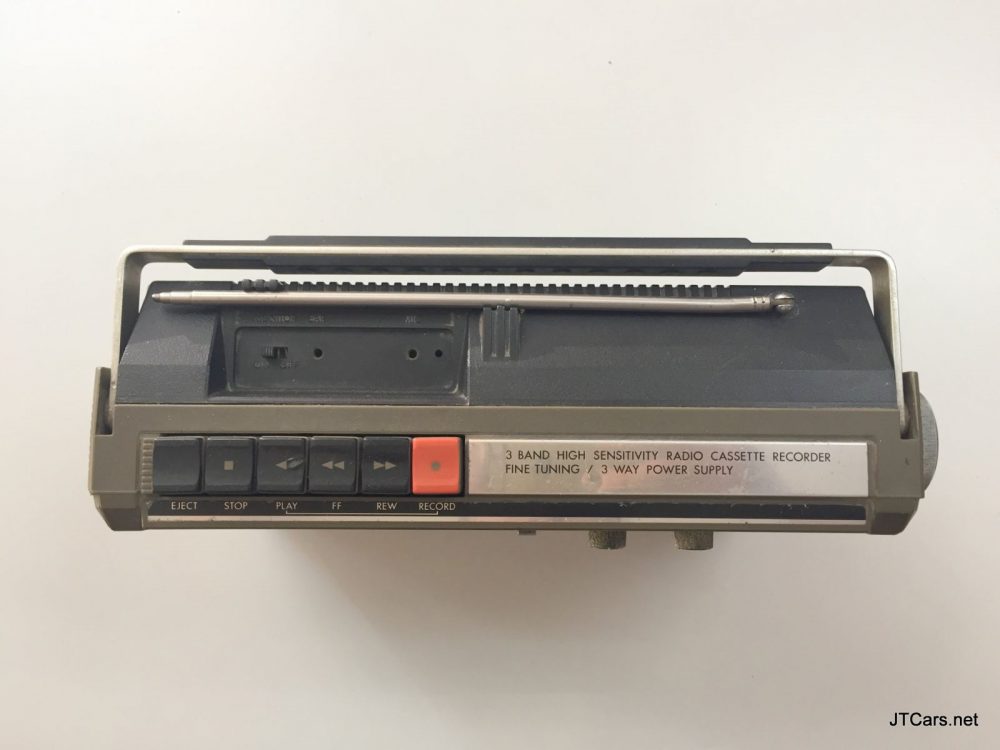 3 BAND HIGH SENSITIVITY RADIO CASSETTE RECORDER
FINE TUNING / 3 WAY POWER SUPPLY
EJECT STOP PLAY FF REW RECORD
JTCars.net